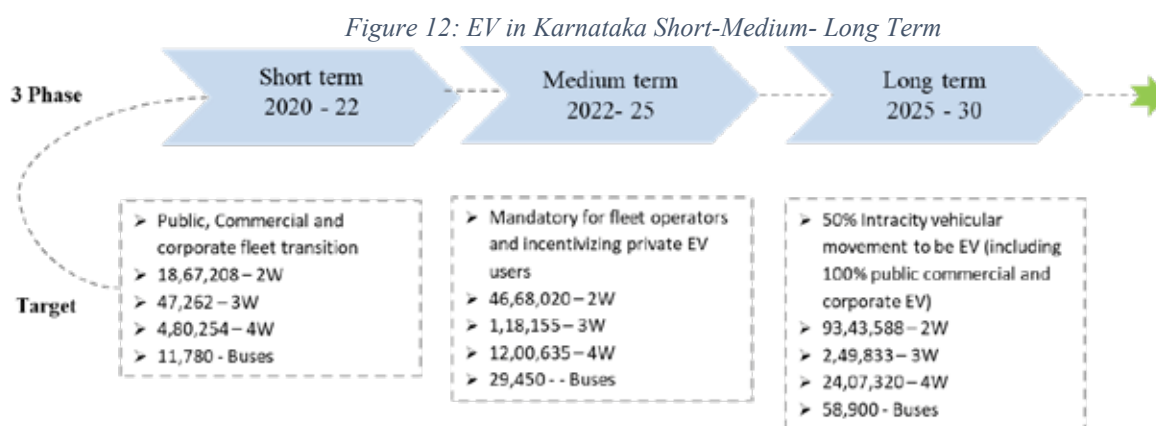 Figure 12: EV in Karnataka Short-Medium- Long Term
3 Phase
Short term
2020 - 22
Medium term
2022- 25
Long term
2025 - 30
Target
➢ Public, Commercial and
corporate fleet transition
➢ 18,67,208 – 2W
➢ 47,262 – 3W
➢ 4,80,254 – 4W
➢ 11,780 - Buses
➢ Mandatory for fleet operators
and incentivizing private EV
users
➢ 46,68,020 – 2W
➢ 1,18,155 – 3W
➢ 12,00,635 – 4W
➢ 29,450 - - Buses
➢ 50% Intracity vehicular
movement to be EV (including
100% public commercial and
corporate EV)
➢ 93,43,588 – 2W
➢ 2,49,833 – 3W
➢ 24,07,320 – 4W
➢ 58,900 - Buses